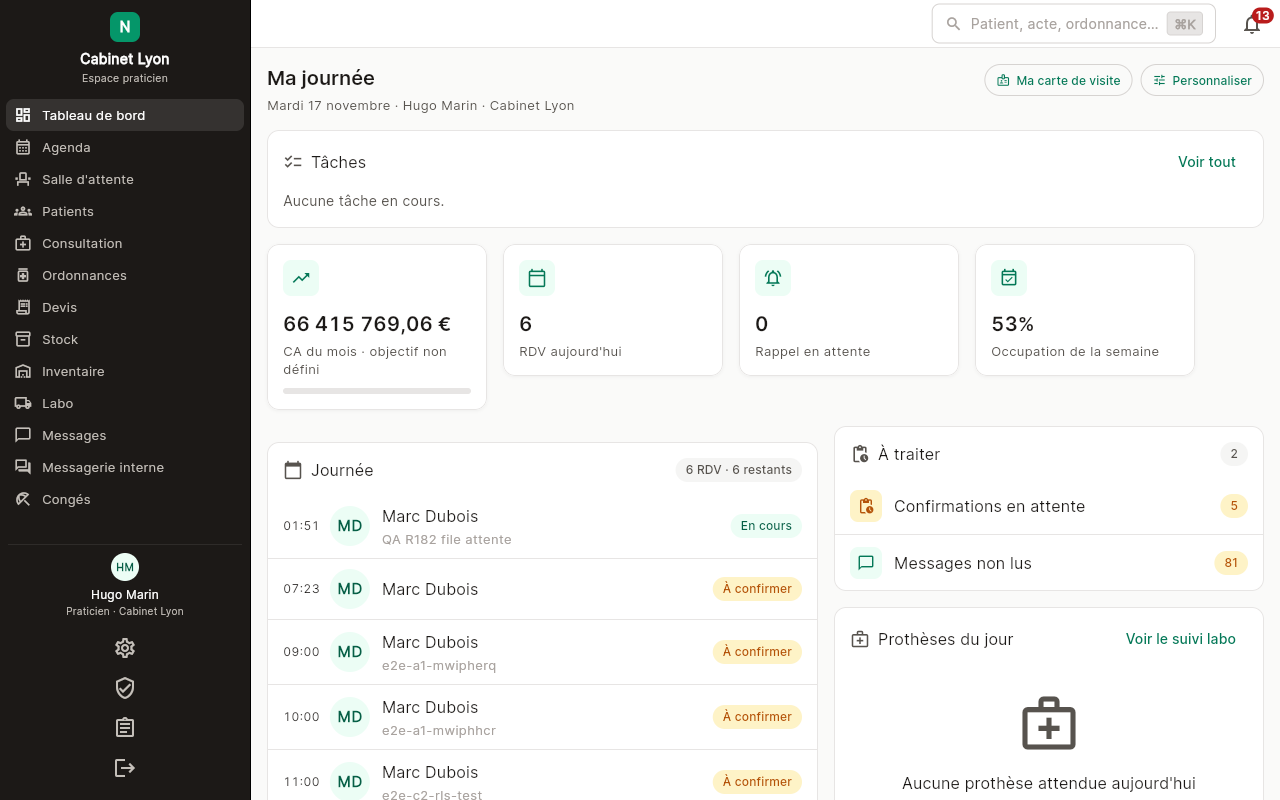 N
Cabinet Lyon
Espace praticien
Tableau de bord
Agenda
Salle d'attente
Patients
Consultation
Ordonnances
Devis
Stock
Inventaire
Labo
Messages
Messagerie interne
Congés
HM
Hugo Marin
Praticien · Cabinet Lyon
Patient, acte, ordonnance... ⌘K
13
Ma journée
Mardi 17 novembre · Hugo Marin · Cabinet Lyon
Ma carte de visite
Personnaliser
Tâches
Voir tout
Aucune tâche en cours.
66 415 769,06 €
CA du mois · objectif non
défini
6
RDV aujourd'hui
0
Rappel en attente
53%
Occupation de la semaine
Journée
6 RDV · 6 restants
01:51 MD Marc Dubois En cours
QA R182 file attente
07:23 MD Marc Dubois À confirmer
09:00 MD Marc Dubois À confirmer
e2e-a1-mwipherq
10:00 MD Marc Dubois À confirmer
e2e-a1-mwiphhcr
11:00 MD Marc Dubois À confirmer
e2e-c2-rls-test
À traiter 2
Confirmations en attente 5
Messages non lus 81
Prothèses du jour
Voir le suivi labo
Aucune prothèse attendue aujourd'hui